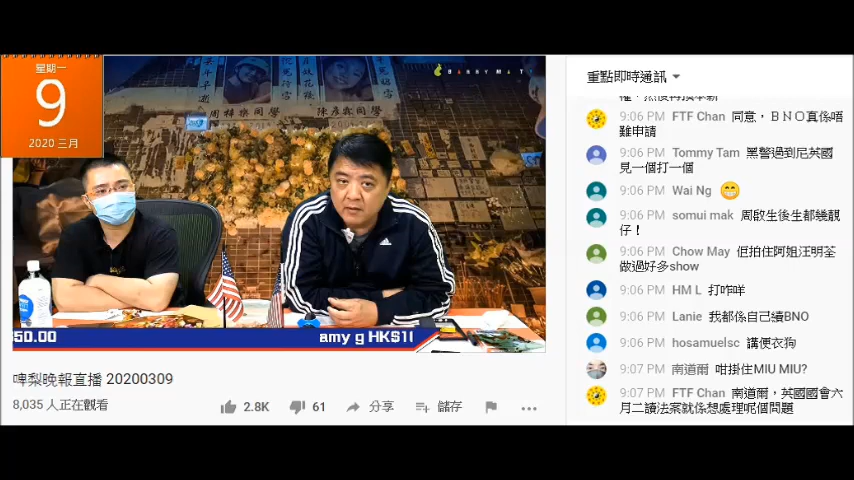 星期一
9
2020 三月
BARRYMA T
周梓樂同學
陳彥霖同學
50.00
amy g HK$1
啤梨晚報直播 20200309
8,035 人正在觀看
2.8K
61
分享
儲存
重點即時通訊
9:06 PM FTF Chan 同意，ＢＮＯ真係唔
難申請
9:06 PM Tommy Tam 黑警過到尼英國
見一個打一個
9:06 PM Wai Ng 😁
9:06 PM somui mak 周啟生後生都幾靚
仔！
9:06 PM Chow May 佢拍住阿姐汪明荃
做過好多show
9:06 PM HM L 打咋咩
9:06 PM Lanie 我都係自己續BNO
9:06 PM hosamuelsc 講便衣狗
9:07 PM 南道爾 咁掛住MIU MIU?
9:07 PM FTF Chan 南道爾，英國國會六
月二讀法案就係想處理呢個問題